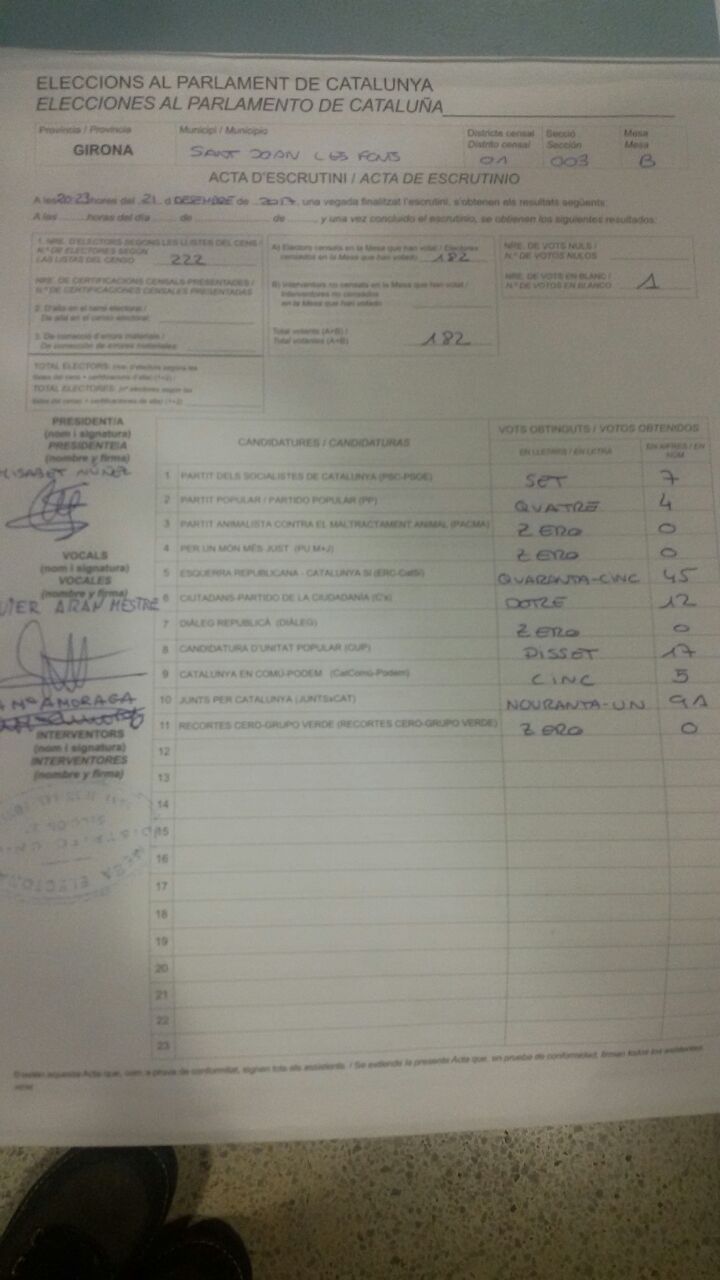 ELECCIONS AL PARLAMENT DE CATALUNYA
ELECCIONES AL PARLAMENTO DE CATALUÑA
Província / Provincia
GIRONA
Municipi / Municipio
SANT JOAN LES FONTS
Districte censal
Distrito censal
01
Secció
Sección
003
Mesa
Mesa
B
ACTA D'ESCRUTINI / ACTA DE ESCRUTINIO
A les 20:23 hores del 21 d DESEMBRE de 2017, una vegada finalitzat l'escrutini, s'obtenen els resultats següents:
A las horas del día de de y una vez concluido el escrutinio, se obtienen los siguientes resultados:
1. NRE. D'ELECTORS SEGONS LES LLISTES DEL CENS /
N.º DE ELECTORES SEGÚN
LAS LISTAS DEL CENSO 222
NRE. DE CERTIFICACIONS CENSALS PRESENTADES /
N.º DE CERTIFICACIONES CENSALES PRESENTADAS
2. D'alta en el cens electoral /
De alta en el censo electoral
3. De correcció d'errors materials /
De corrección de errores materiales
TOTAL ELECTORS:
TOTAL ELECTORES:
A) Electors censats en la Mesa que han votat / Electores
censados en la Mesa que han votado 182
B) Interventors no censats en la Mesa que han votat /
Interventores no censados
en la Mesa que han votado
Total votants (A+B) /
Total votantes (A+B) 182
NRE. DE VOTS NULS /
N.º DE VOTOS NULOS
NRE. DE VOTS EN BLANC /
N.º DE VOTOS EN BLANCO 1
PRESIDENT/A
(nom i signatura)
PRESIDENTE/A
(nombre y firma)
LISABET NÚÑEZ
VOCALS
(nom i signatura)
VOCALES
(nombre y firma)
VIER ARAN MESTRE
Mª AMORAGA
INTERVENTORS
(nom i signatura)
INTERVENTORES
(nombre y firma)
CANDIDATURES / CANDIDATURAS
VOTS OBTINGUTS / VOTOS OBTENIDOS
EN LLETRES / EN LETRA
EN XIFRES / EN NÚM
1 PARTIT DELS SOCIALISTES DE CATALUNYA (PSC-PSOE) SET 7
2 PARTIT POPULAR / PARTIDO POPULAR (PP) QUATRE 4
3 PARTIT ANIMALISTA CONTRA EL MALTRACTAMENT ANIMAL (PACMA) ZERO 0
4 PER UN MÓN MÉS JUST (PU M+J) ZERO 0
5 ESQUERRA REPUBLICANA - CATALUNYA SÍ (ERC-CatSí) QUARANTA-CINC 45
6 CIUTADANS-PARTIDO DE LA CIUDADANÍA (C's) DOTZE 12
7 DIÀLEG REPUBLICÀ (DIÀLEG) ZERO 0
8 CANDIDATURA D'UNITAT POPULAR (CUP) DISSET 17
9 CATALUNYA EN COMÚ-PODEM (CatComú-Podem) CINC 5
10 JUNTS PER CATALUNYA (JUNTSxCAT) NOURANTA-UN 91
11 RECORTES CERO-GRUPO VERDE (RECORTES CERO-GRUPO VERDE) ZERO 0
12
13
14
15
16
17
18
19
20
21
22
23
aquesta Acta que, com a prova de conformitat, signen tots els assistents. / Se extiende la presente Acta que, en prueba de conformidad, firman todos los asistentes